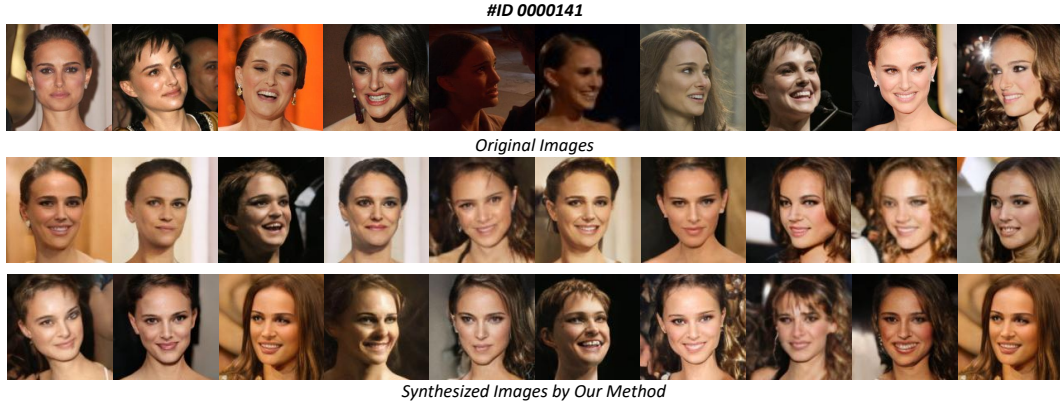 #ID 0000141
Original Images
Synthesized Images by Our Method